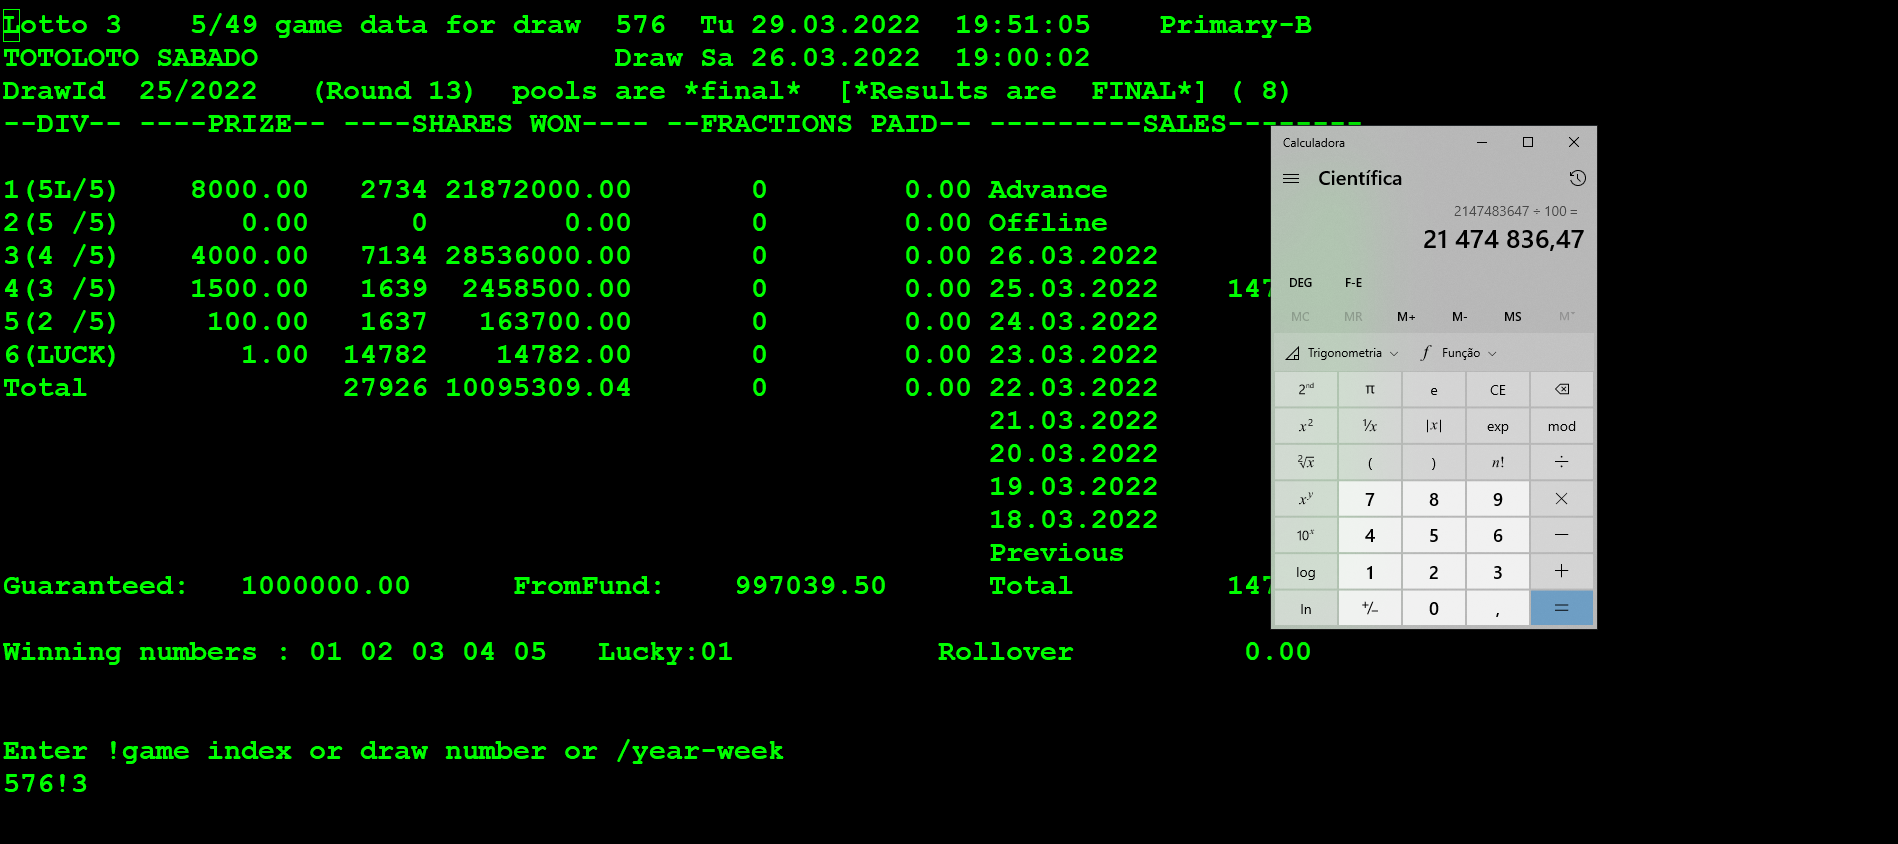 Lotto 3 5/49 game data for draw 576 Tu 29.03.2022 19:51:05 Primary-B
TOTOLOTO SABADO Draw Sa 26.03.2022 19:00:02
DrawId 25/2022 (Round 13) pools are *final* [*Results are FINAL*] ( 8)
--DIV-- ----PRIZE-- ----SHARES WON---- --FRACTIONS PAID-- ---------SALES--------
1(5L/5) 8000.00 2734 21872000.00 0 0.00 Advance
2(5 /5) 0.00 0 0.00 0 0.00 Offline
3(4 /5) 4000.00 7134 28536000.00 0 0.00 26.03.2022
4(3 /5) 1500.00 1639 2458500.00 0 0.00 25.03.2022 147
5(2 /5) 100.00 1637 163700.00 0 0.00 24.03.2022
6(LUCK) 1.00 14782 14782.00 0 0.00 23.03.2022
Total 27926 10095309.04 0 0.00 22.03.2022
21.03.2022
20.03.2022
19.03.2022
18.03.2022
Previous
Guaranteed: 1000000.00 FromFund: 997039.50 Total 147
Winning numbers : 01 02 03 04 05 Lucky:01 Rollover 0.00
Enter !game index or draw number or /year-week
576!3
Calculadora
Científica
2147483647 ÷ 100 =
21 474 836,47
DEG F-E
MC MR M+ M- MS M˅
Trigonometria f Função
2nd π e CE
x² ¹/x |x| exp mod
²√x ( ) n! ÷
xʸ 7 8 9 ×
10ˣ 4 5 6 −
log 1 2 3 +
ln +/− 0 , =